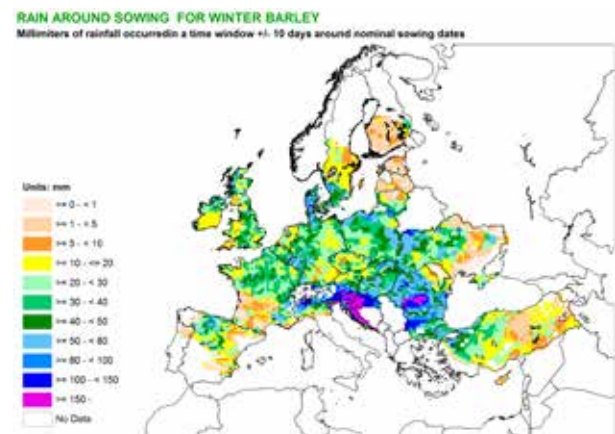 RAIN AROUND SOWING FOR WINTER BARLEY
Millimiters of rainfall occurredin a time window +/- 10 days around nominal sowing dates
Units: mm
>= 0 - < 1
>= 1 - < 5
>= 5 - < 10
>= 10 - <= 20
>= 20 - < 30
>= 30 - < 40
>= 40 - < 50
>= 50 - < 80
>= 80 - < 100
>= 100 - < 150
>= 150 -
No Data